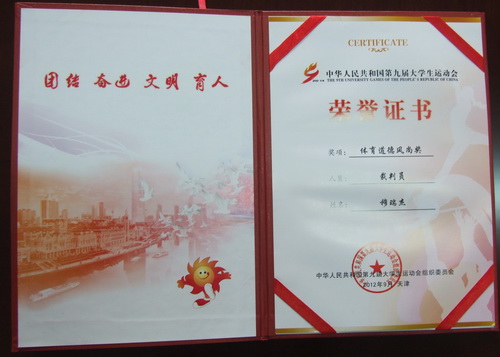 团结 奋进 文明 育人
CERTIFICATE
中华人民共和国第九届大学生运动会
THE 9TH UNIVERSITY GAMES OF THE PEOPLE'S REPUBLIC OF CHINA
荣誉证书
奖项：体育道德风尚奖
人员：裁判员
姓名：穆瑞杰
中华人民共和国第九届大学生运动会组织委员会
2012年9月 天津